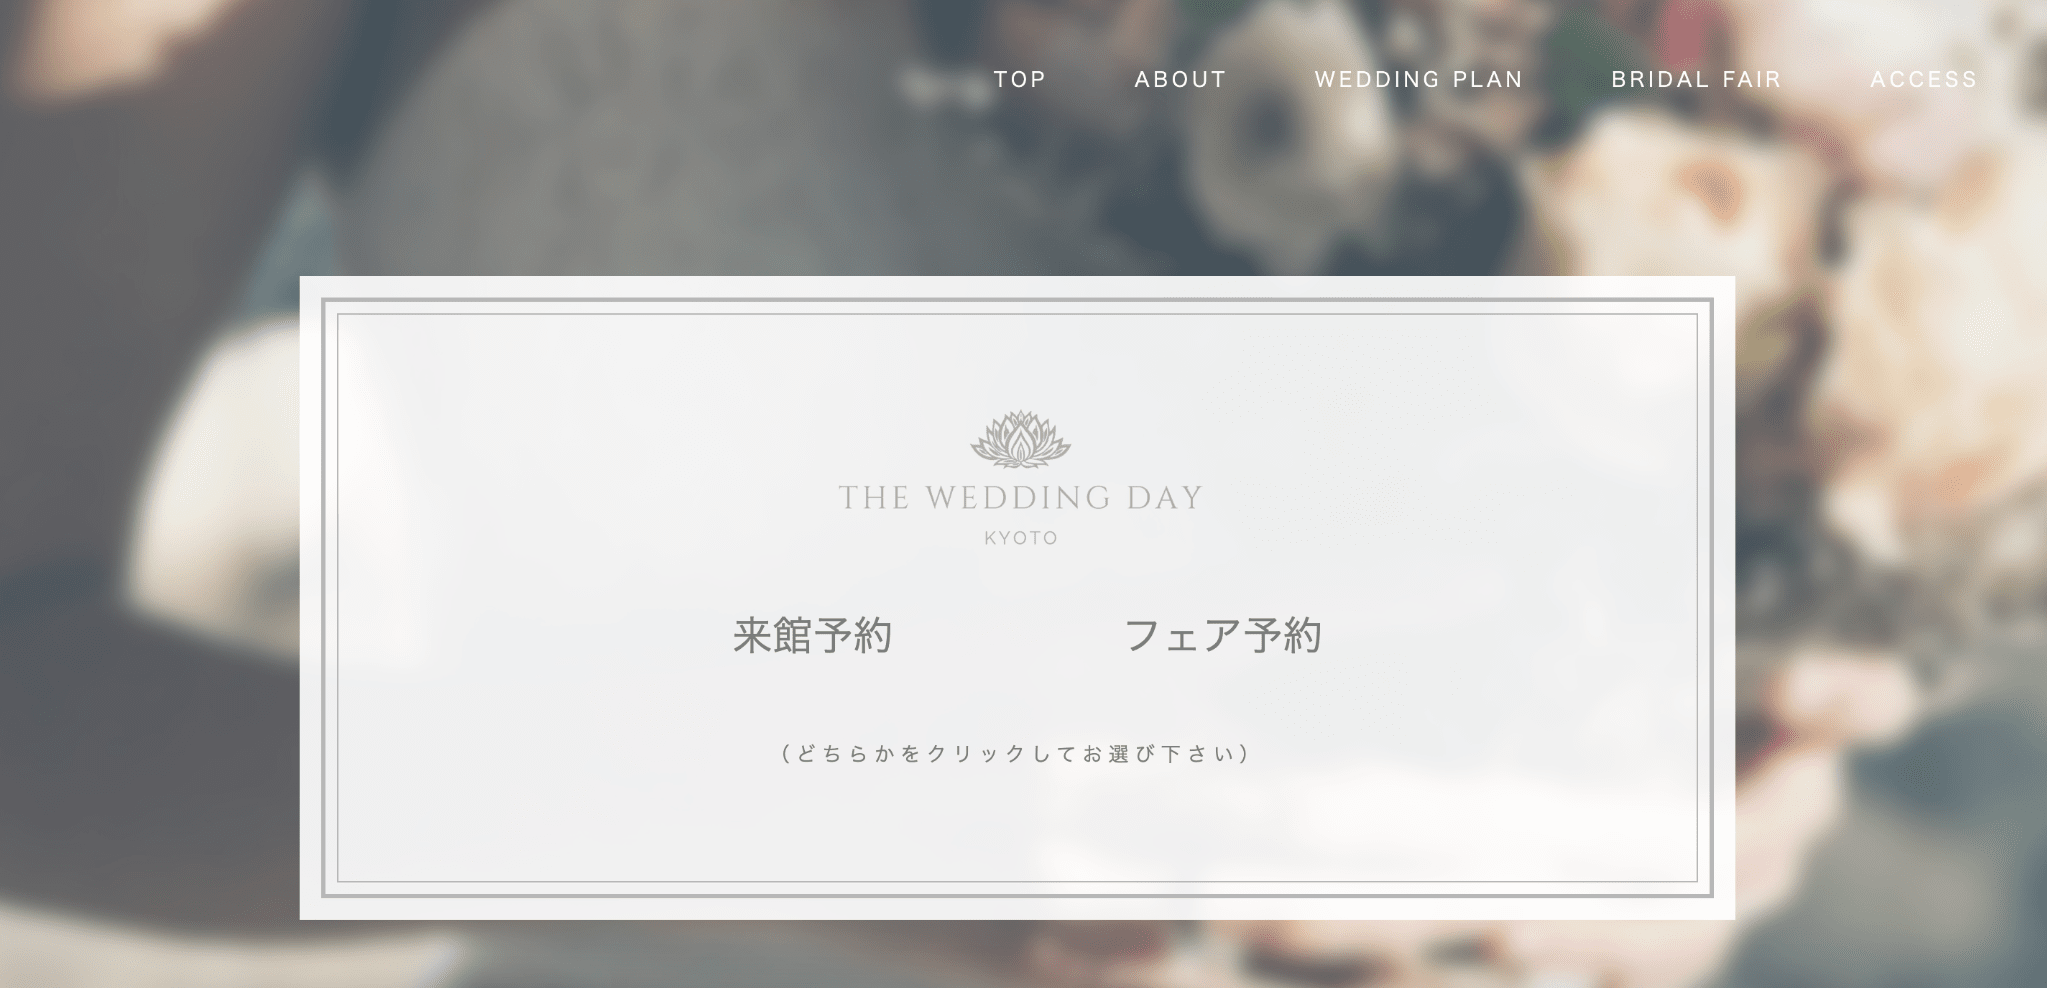 TOP ABOUT WEDDING PLAN BRIDAL FAIR ACCESS
THE WEDDING DAY
KYOTO
来館予約 フェア予約
（どちらかをクリックしてお選び下さい）